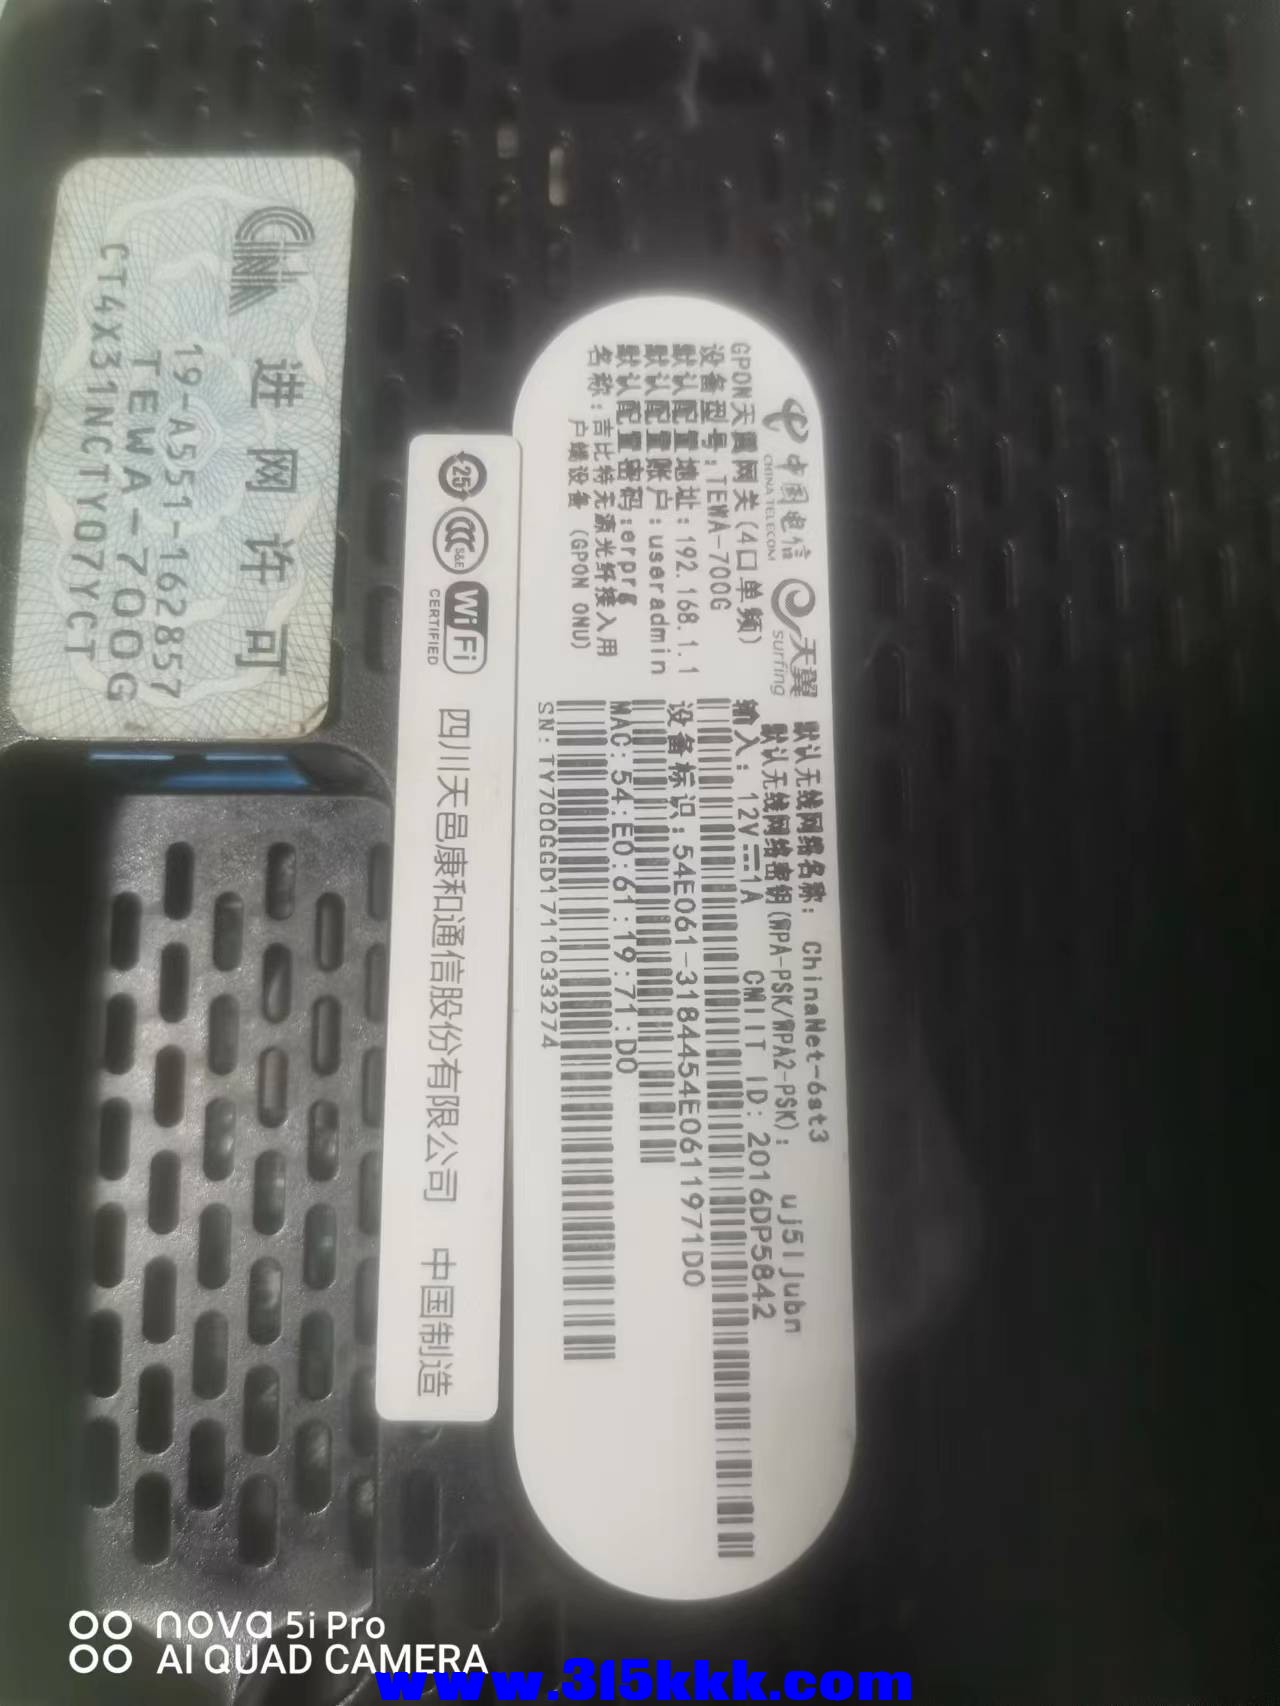 进网许可
19-A551-162857
TEWA-700G
CT4X31NCTY07YCT
中国电信
CHINA TELECOM
天翼
surfing
GPON天翼网关(4口单频)
设备型号:TEWA-700G
默认配置地址:192.168.1.1
默认配置账户:useradmin
默认配置密码:
名称:吉比特无源光纤接入用
户端设备 (GPON ONU)
默认无线网络名称: ChinaNet-6st3
默认无线网络密钥(WPA-PSK/WPA2-PSK): uj5ijubn
输入: 12V 1A CMIIT ID: 2016DP5842
设备标识:54E061-3184454E0611971D0
MAC:54:E0:61:19:71:D0
SN:TY700GGD1711033274
25
CCC
S&E
Wi Fi
CERTIFIED
四川天邑康和通信股份有限公司 中国制造
nova 5i Pro
AI QUAD CAMERA
www.315kkk.com